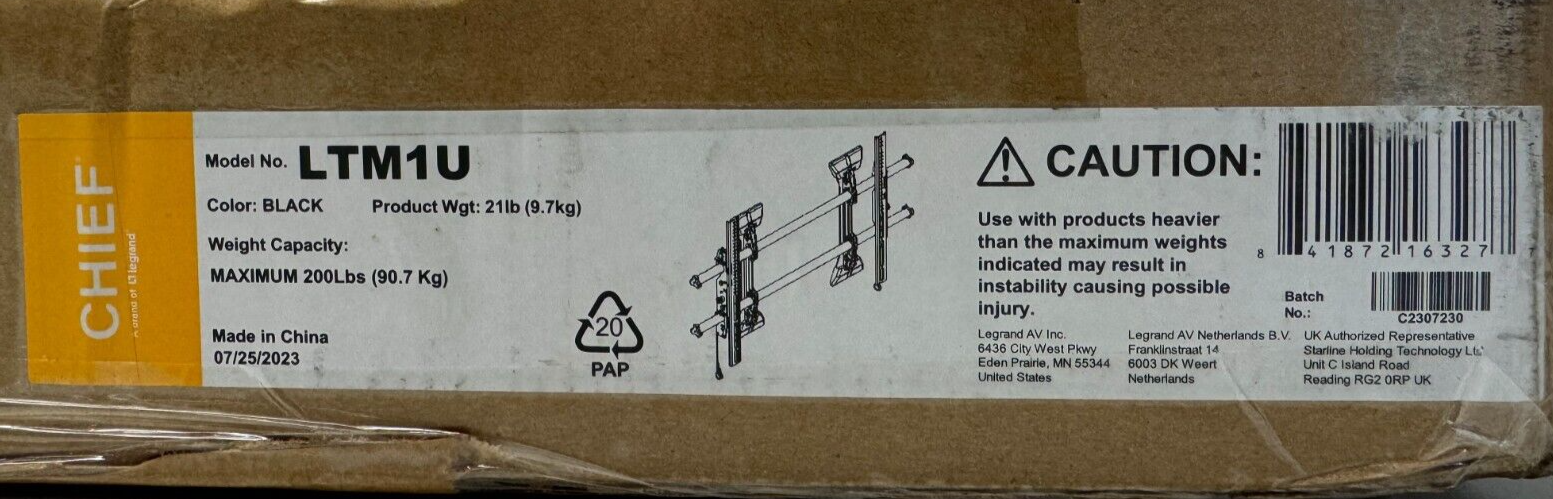 CHIEF
A brand of legrand
Model No. LTM1U
Color: BLACK Product Wgt: 21lb (9.7kg)
Weight Capacity:
MAXIMUM 200Lbs (90.7 Kg)
Made in China
07/25/2023
20
PAP
CAUTION:
Use with products heavier
than the maximum weights
indicated may result in
instability causing possible
injury.
Legrand AV Inc.
6436 City West Pkwy
Eden Prairie, MN 55344
United States
Legrand AV Netherlands B.V.
Franklinstraat 14
6003 DK Weert
Netherlands
8 41872 16327 7
Batch
No.:
C2307230
UK Authorized Representative
Starline Holding Technology Ltd
Unit C Island Road
Reading RG2 0RP UK